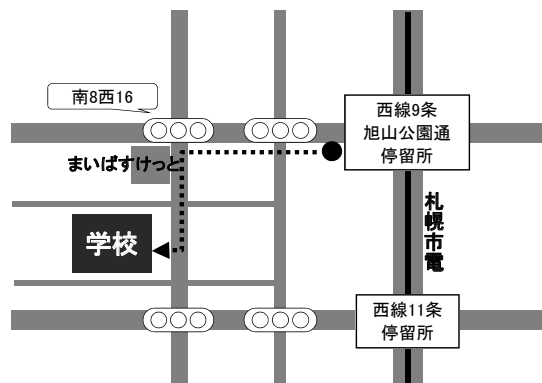 南8西16
西線9条
旭山公園通
停留所
まいばすけっと
札幌市電
学校
西線11条
停留所